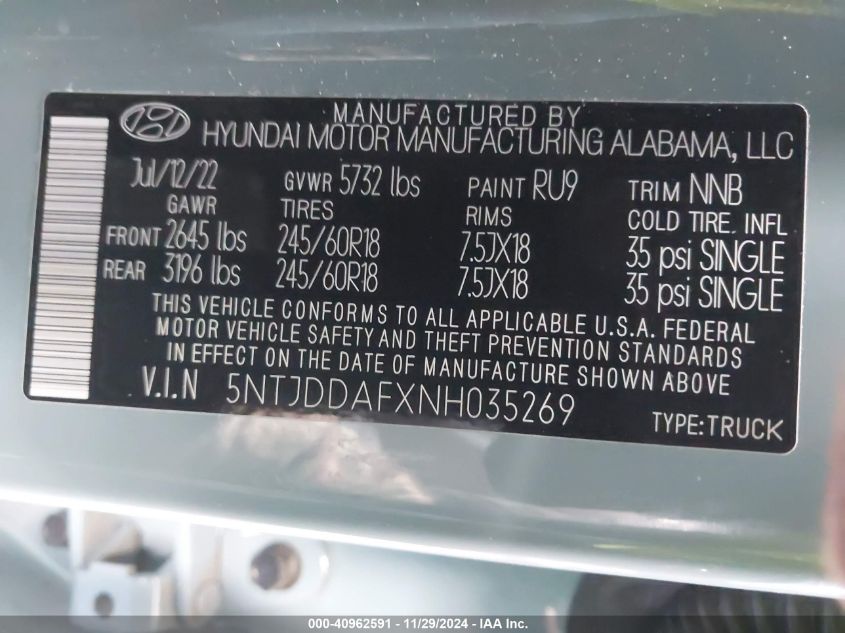 MANUFACTURED BY
HYUNDAI MOTOR MANUFACTURING ALABAMA, LLC
Jul/12/22 GVWR 5732 lbs PAINT RU9 TRIM NNB
GAWR TIRES RIMS COLD TIRE. INFL
FRONT 2645 lbs 245/60R18 7.5JX18 35 psi SINGLE
REAR 3196 lbs 245/60R18 7.5JX18 35 psi SINGLE
THIS VEHICLE CONFORMS TO ALL APPLICABLE U.S.A. FEDERAL
MOTOR VEHICLE SAFETY AND THEFT PREVENTION STANDARDS
IN EFFECT ON THE DATE OF MANUFACTURE SHOWN ABOVE
V.I.N 5NTJDDAFXNH035269 TYPE:TRUCK
000-40962591 - 11/29/2024 - IAA Inc.